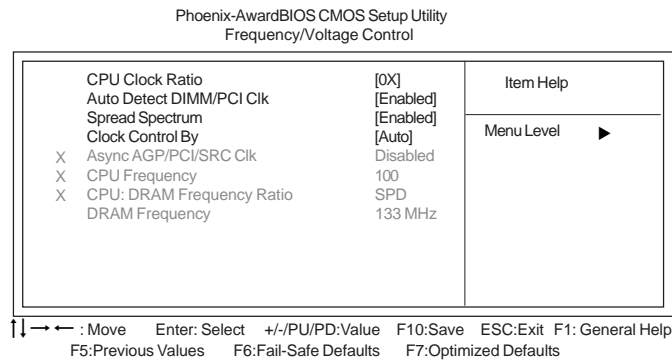 Phoenix-AwardBIOS CMOS Setup Utility
Frequency/Voltage Control
CPU Clock Ratio [0X]
Auto Detect DIMM/PCI Clk [Enabled]
Spread Spectrum [Enabled]
Clock Control By [Auto]
X Async AGP/PCI/SRC Clk Disabled
X CPU Frequency 100
X CPU: DRAM Frequency Ratio SPD
DRAM Frequency 133 MHz
Item Help
Menu Level ▶
↑↓→← : Move Enter: Select +/-/PU/PD:Value F10:Save ESC:Exit F1: General Help
F5:Previous Values F6:Fail-Safe Defaults F7:Optimized Defaults